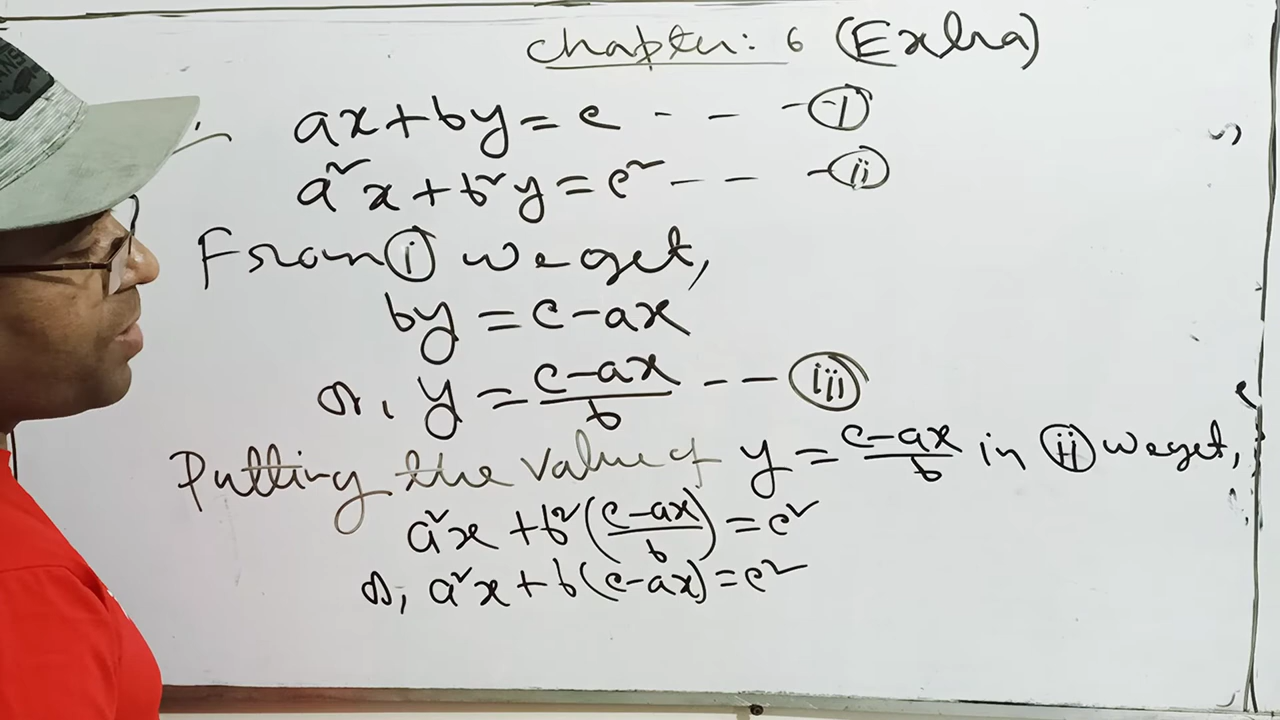 chapter: 6 (Extra)
ax+by=c - - -(i)
a²x+b²y=c² - - -(ii)
From (i) we get,
by=c-ax
or, y=(c-ax)/b - - (iii)
Putting the value of y=(c-ax)/b in (ii) we get,
a²x+b²((c-ax)/b)=c²
or, a²x+b(c-ax)=c²